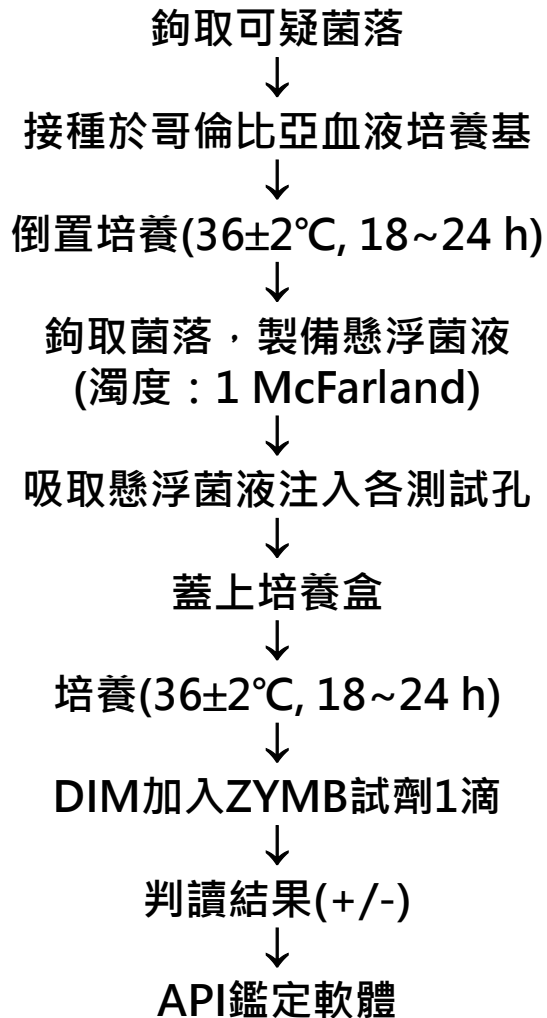 鉤取可疑菌落
↓
接種於哥倫比亞血液培養基
↓
倒置培養(36±2℃, 18~24 h)
↓
鉤取菌落，製備懸浮菌液
(濁度：1 McFarland)
↓
吸取懸浮菌液注入各測試孔
↓
蓋上培養盒
↓
培養(36±2℃, 18~24 h)
↓
DIM加入ZYMB試劑1滴
↓
判讀結果(+/-)
↓
API鑑定軟體